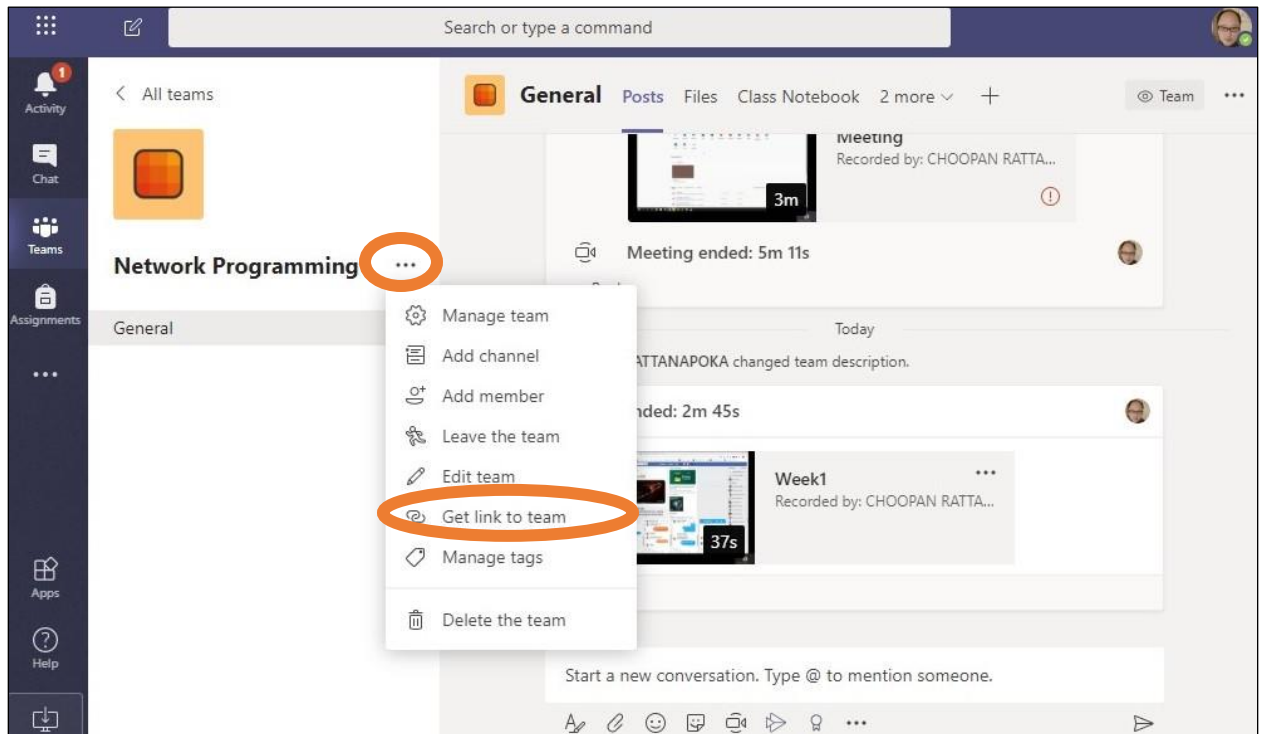 Search or type a command
1
Activity
Chat
Teams
Assignments
Apps
Help
All teams
Network Programming
General
Manage team
Add channel
Add member
Leave the team
Edit team
Get link to team
Manage tags
Delete the team
General Posts Files Class Notebook 2 more
Team
Meeting
Recorded by: CHOOPAN RATTA...
3m
Meeting ended: 5m 11s
Today
ATTANAPOKA changed team description.
nded: 2m 45s
Week1
Recorded by: CHOOPAN RATTA...
37s
Start a new conversation. Type @ to mention someone.